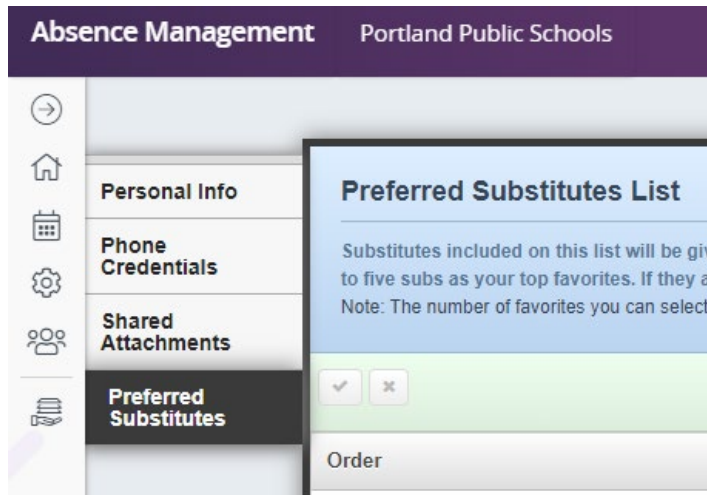 Absence Management Portland Public Schools
Personal Info
Phone
Credentials
Shared
Attachments
Preferred
Substitutes
Preferred Substitutes List
Substitutes included on this list will be
to five subs as your top favorites. If they
Note: The number of favorites you can select
Order